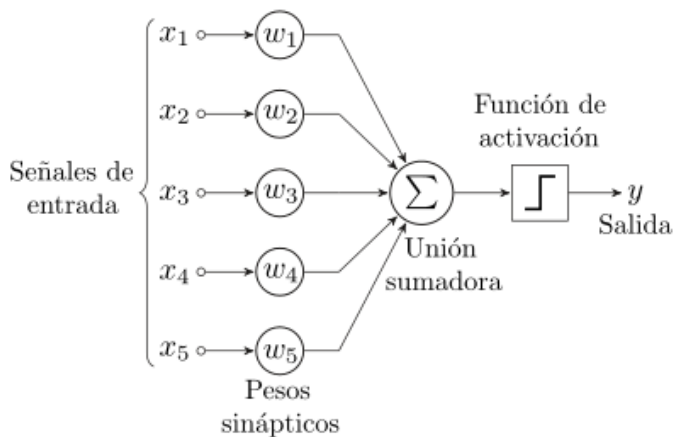 x₁ w₁
x₂ w₂
Función de
activación
Señales de
entrada
x₃ w₃ Σ y
Salida
Unión
sumadora
x₄ w₄
x₅ w₅
Pesos
sinápticos